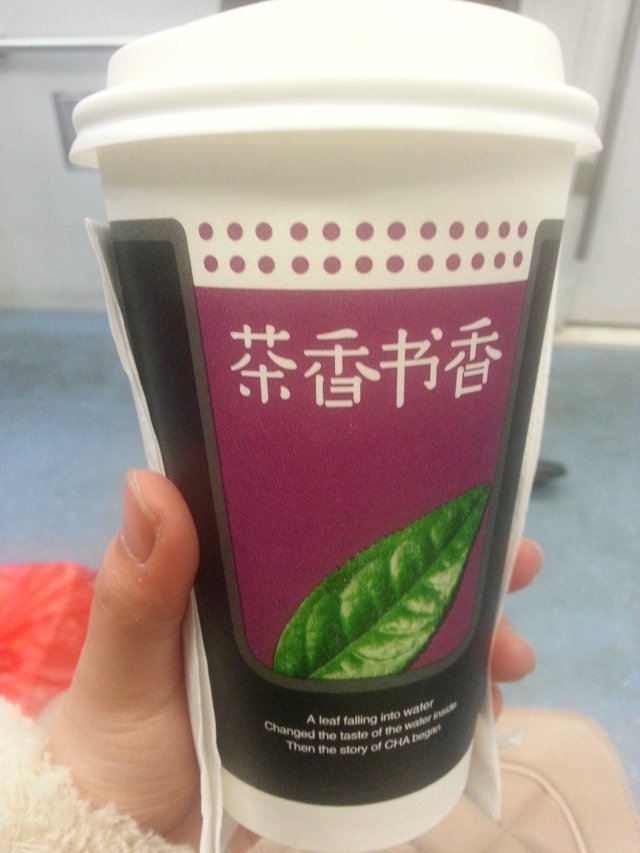 茶香书香
A leaf falling into water
Changed the taste of the water inside
Then the story of CHA began